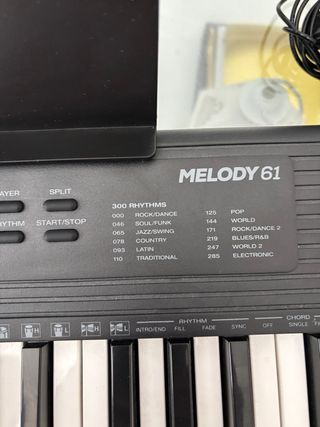 MELODY 61
AYER SPLIT
YTHM START/STOP
300 RHYTHMS
000 ROCK/DANCE 125 POP
046 SOUL/FUNK 144 WORLD
065 JAZZ/SWING 171 ROCK/DANCE 2
078 COUNTRY 219 BLUES/R&B
093 LATIN 247 WORLD 2
110 TRADITIONAL 285 ELECTRONIC
RHYTHM CHORD
H L H L INTRO/END FILL FADE SYNC OFF SINGLE